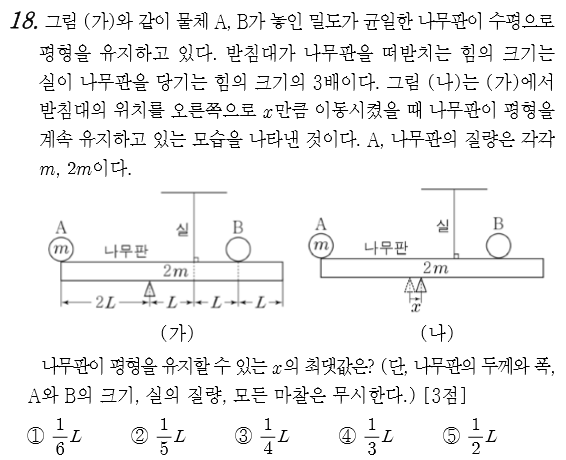 18. 그림 (가)와 같이 물체 A, B가 놓인 밀도가 균일한 나무판이 수평으로
평형을 유지하고 있다. 받침대가 나무판을 떠받치는 힘의 크기는
실이 나무판을 당기는 힘의 크기의 3배이다. 그림 (나)는 (가)에서
받침대의 위치를 오른쪽으로 x만큼 이동시켰을 때 나무판이 평형을
계속 유지하고 있는 모습을 나타낸 것이다. A, 나무판의 질량은 각각
m, 2m이다.
A 실 B
m 나무판
2m
2L L L L
(가)
A 실 B
m 나무판
2m
x
(나)
나무판이 평형을 유지할 수 있는 x의 최댓값은? (단, 나무판의 두께와 폭,
A와 B의 크기, 실의 질량, 모든 마찰은 무시한다.) [3점]
① 1/6 L ② 1/5 L ③ 1/4 L ④ 1/3 L ⑤ 1/2 L